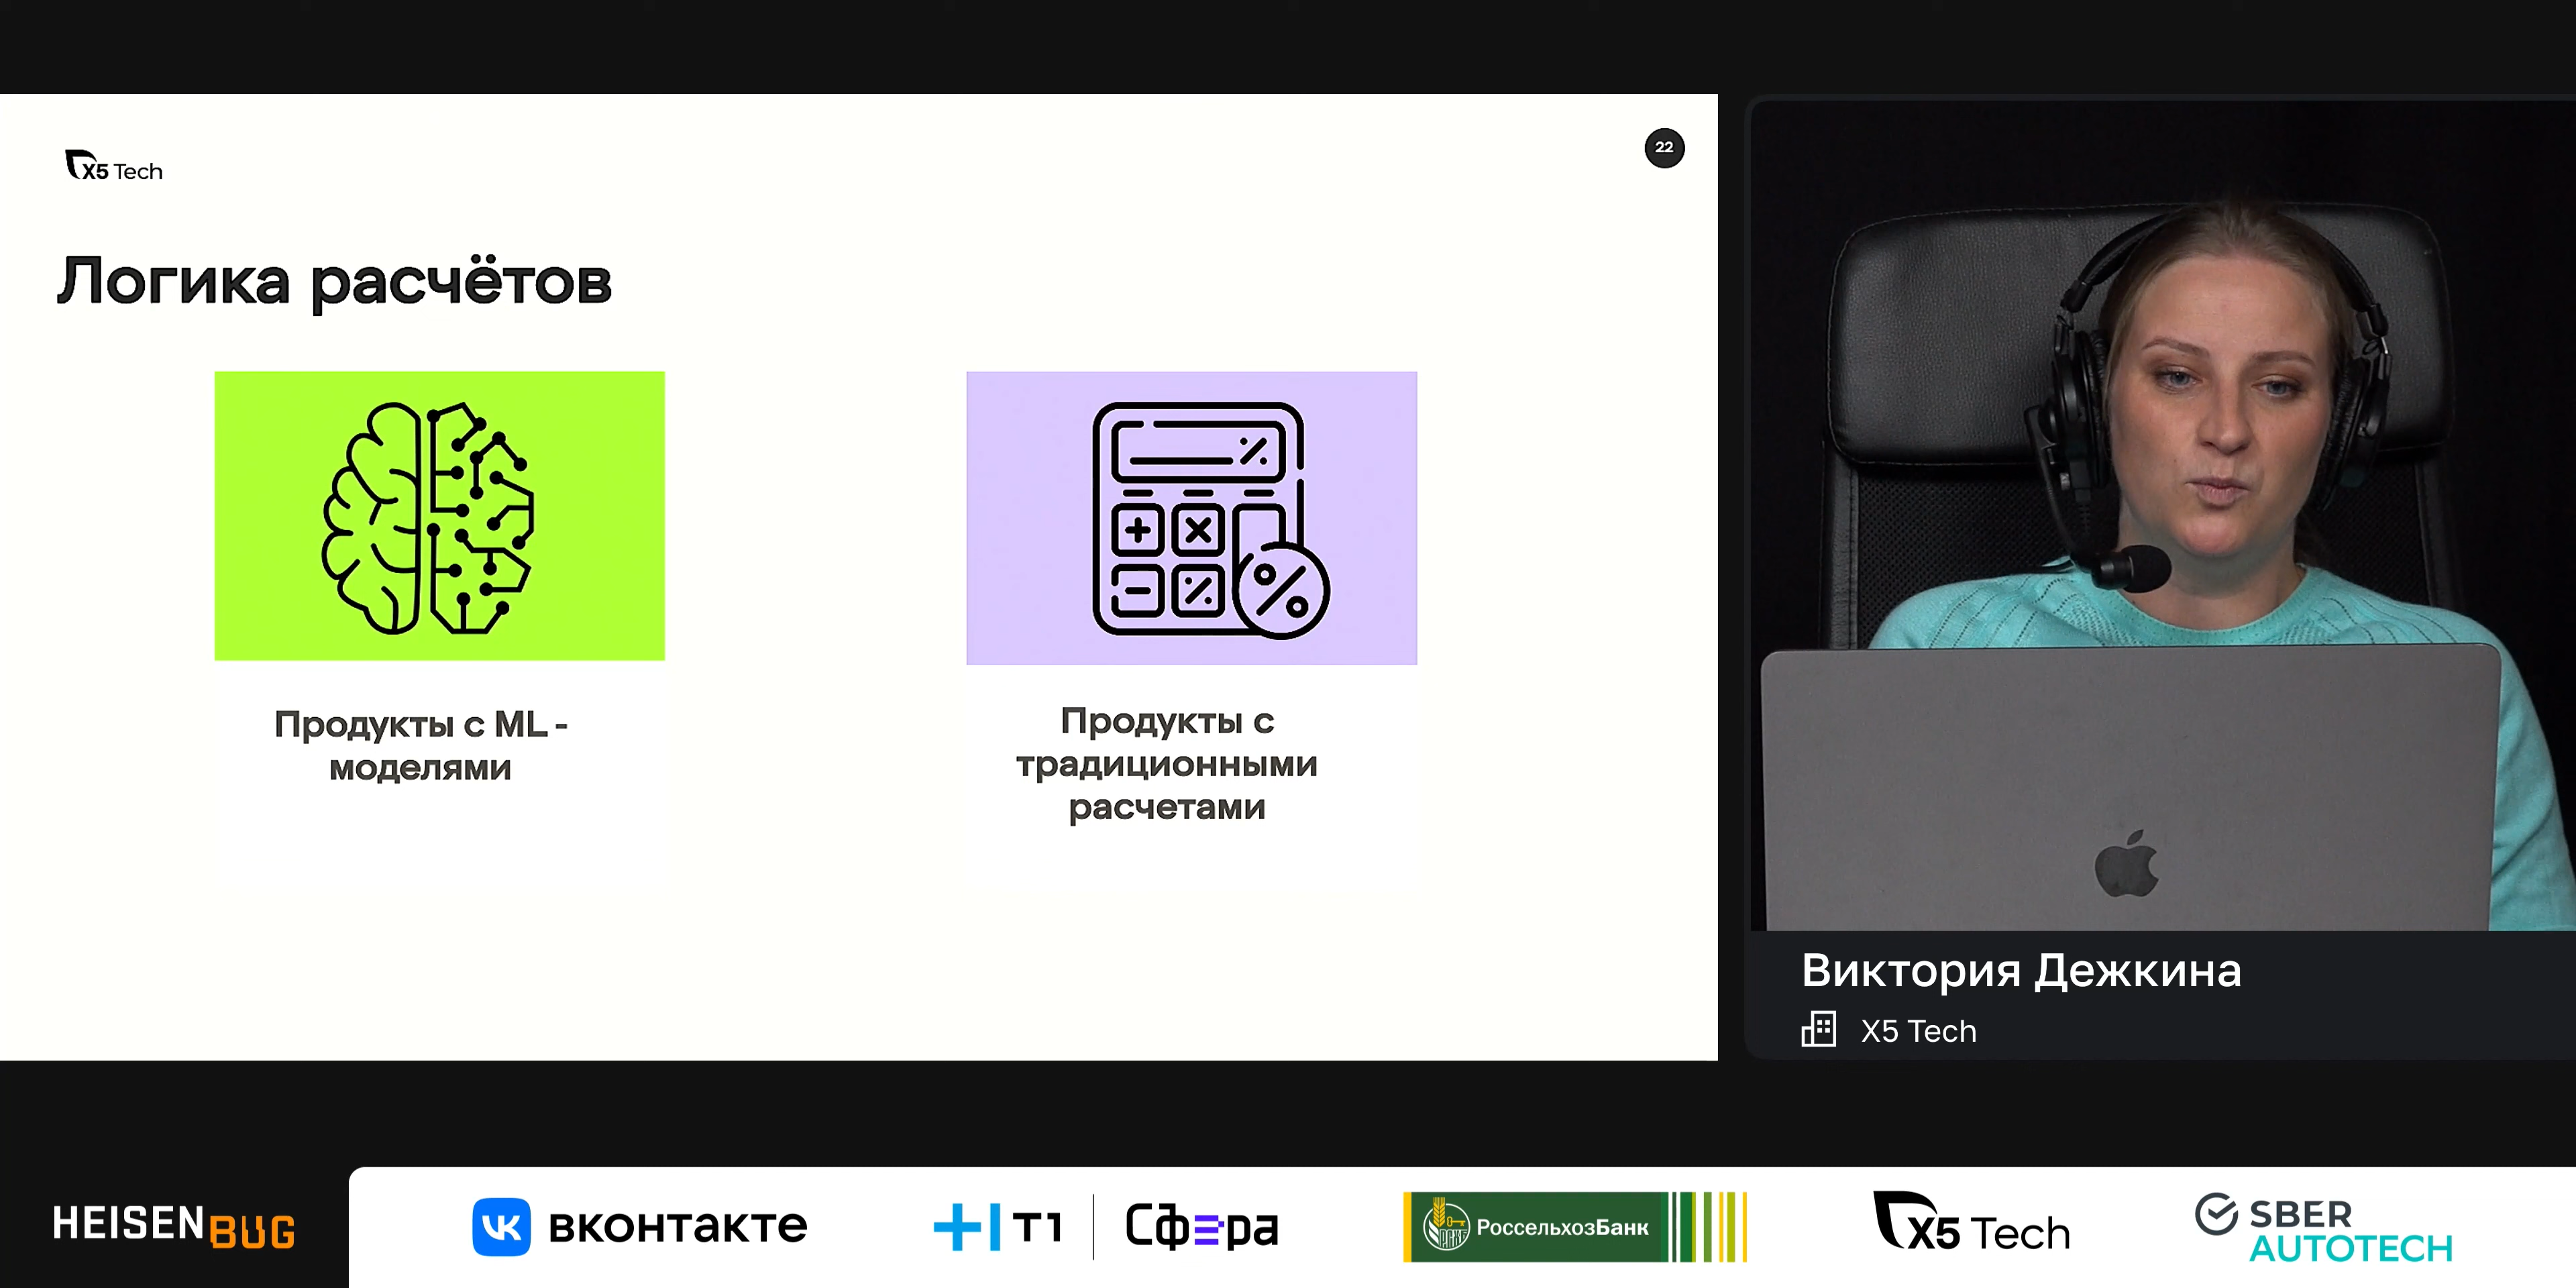 X5 Tech
22
Логика расчётов
Продукты с ML -
моделями
Продукты с
традиционными
расчетами
Виктория Дежкина
X5 Tech
HEISENBUG
вконтакте
T1
Сфера
РоссельхозБанк
X5 Tech
SBER
AUTOTECH